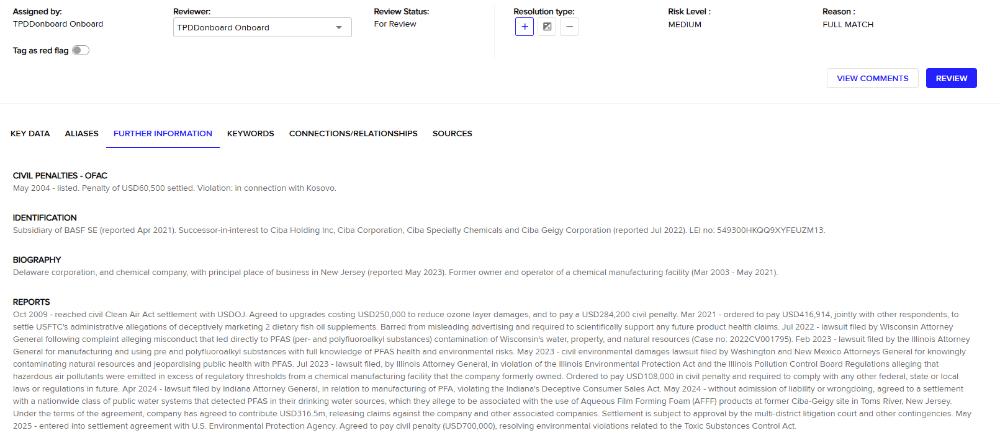 Assigned by:
TPDDonboard Onboard
Reviewer:
TPDDonboard Onboard
Review Status:
For Review
Resolution type:
Risk Level :
MEDIUM
Reason :
FULL MATCH
Tag as red flag
VIEW COMMENTS
REVIEW
KEY DATA
ALIASES
FURTHER INFORMATION
KEYWORDS
CONNECTIONS/RELATIONSHIPS
SOURCES
CIVIL PENALTIES - OFAC
May 2004 - listed. Penalty of USD60,500 settled. Violation: in connection with Kosovo.
IDENTIFICATION
Subsidiary of BASF SE (reported Apr 2021). Successor-in-interest to Ciba Holding Inc, Ciba Corporation, Ciba Specialty Chemicals and Ciba Geigy Corporation (reported Jul 2022). LEI no: 549300HKQQ9XYFEUZM13.
BIOGRAPHY
Delaware corporation, and chemical company, with principal place of business in New Jersey (reported May 2023). Former owner and operator of a chemical manufacturing facility (Mar 2003 - May 2021).
REPORTS
Oct 2009 - reached civil Clean Air Act settlement with USDOJ. Agreed to upgrades costing USD250,000 to reduce ozone layer damages, and to pay a USD284,200 civil penalty. Mar 2021 - ordered to pay USD416,914, jointly with other respondents, to
settle USFTC's administrative allegations of deceptively marketing 2 dietary fish oil supplements. Barred from misleading advertising and required to scientifically support any future product health claims. Jul 2022 - lawsuit filed by Wisconsin Attorney
General following complaint alleging misconduct that led directly to PFAS (per- and polyfluoroalkyl substances) contamination of Wisconsin's water, property, and natural resources (Case no: 2022CV001795). Feb 2023 - lawsuit filed by the Illinois Attorney
General for manufacturing and using pre and polyfluoroalkyl substances with full knowledge of PFAS health and environmental risks. May 2023 - civil environmental damages lawsuit filed by Washington and New Mexico Attorneys General for knowingly
contaminating natural resources and jeopardising public health with PFAS. Jul 2023 - lawsuit filed, by Illinois Attorney General, in violation of the Illinois Environmental Protection Act and the Illinois Pollution Control Board Regulations alleging that
hazardous air pollutants were emitted in excess of regulatory thresholds from a chemical manufacturing facility that the company formerly owned. Ordered to pay USD108,000 in civil penalty and required to comply with any other federal, state or local
laws or regulations in future. Apr 2024 - lawsuit filed by Indiana Attorney General, in relation to manufacturing of PFA, violating the Indiana's Deceptive Consumer Sales Act. May 2024 - without admission of liability or wrongdoing, agreed to a settlement
with a nationwide class of public water systems that detected PFAS in their drinking water sources, which they allege to be associated with the use of Aqueous Film Forming Foam (AFFF) products at former Ciba-Geigy site in Toms River, New Jersey.
Under the terms of the agreement, company has agreed to contribute USD316.5m, releasing claims against the company and other associated companies. Settlement is subject to approval by the multi-district litigation court and other contingencies. May
2025 - entered into settlement agreement with U.S. Environmental Protection Agency. Agreed to pay civil penalty (USD700,000), resolving environmental violations related to the Toxic Substances Control Act.